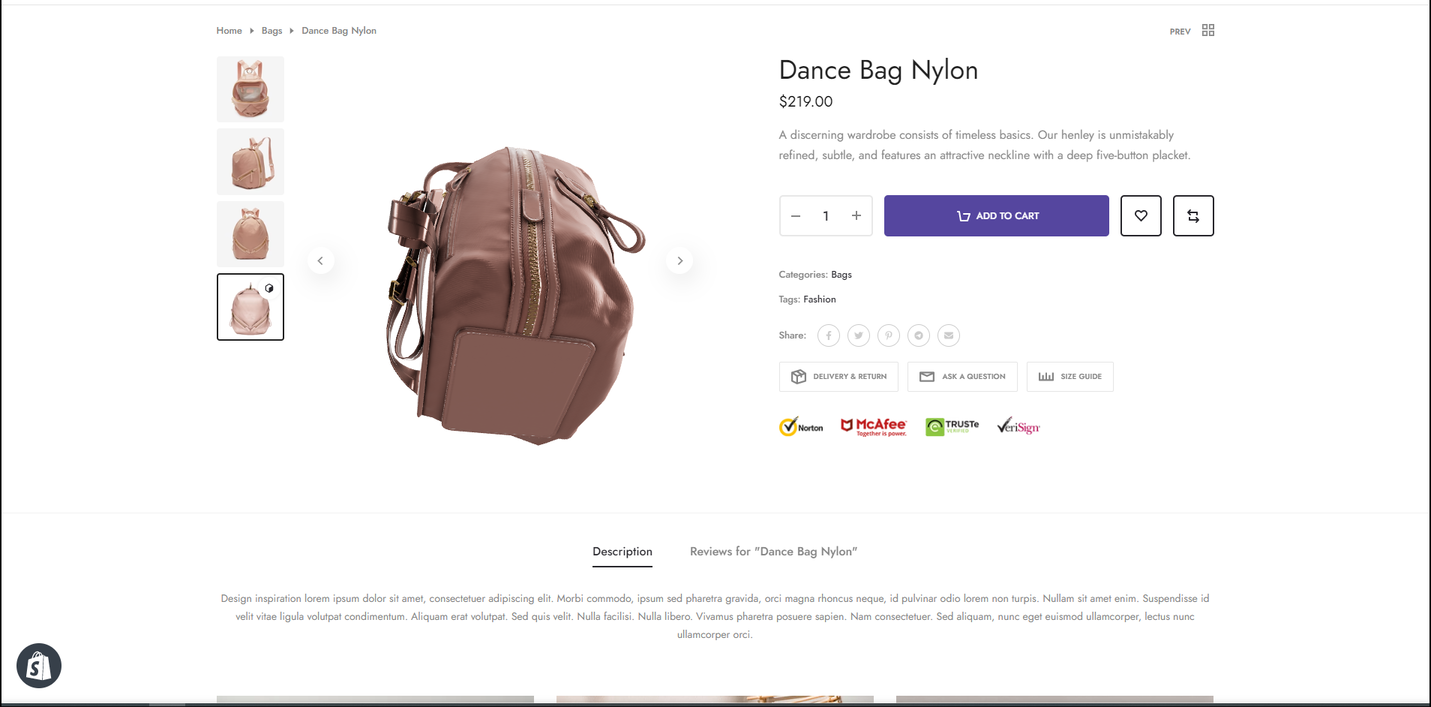 Home Bags Dance Bag Nylon
PREV
Dance Bag Nylon
$219.00
A discerning wardrobe consists of timeless basics. Our henley is unmistakably
refined, subtle, and features an attractive neckline with a deep five-button placket.
− 1 +
ADD TO CART
Categories: Bags
Tags: Fashion
Share:
DELIVERY & RETURN
ASK A QUESTION
SIZE GUIDE
Norton
McAfee
Together is power.
TRUSTe
VERIFIED
VeriSign
Description
Reviews for "Dance Bag Nylon"
Design inspiration lorem ipsum dolor sit amet, consectetuer adipiscing elit. Morbi commodo, ipsum sed pharetra gravida, orci magna rhoncus neque, id pulvinar odio lorem non turpis. Nullam sit amet enim. Suspendisse id
velit vitae ligula volutpat condimentum. Aliquam erat volutpat. Sed quis velit. Nulla facilisi. Nulla libero. Vivamus pharetra posuere sapien. Nam consectetuer. Sed aliquam, nunc eget euismod ullamcorper, lectus nunc
ullamcorper orci.